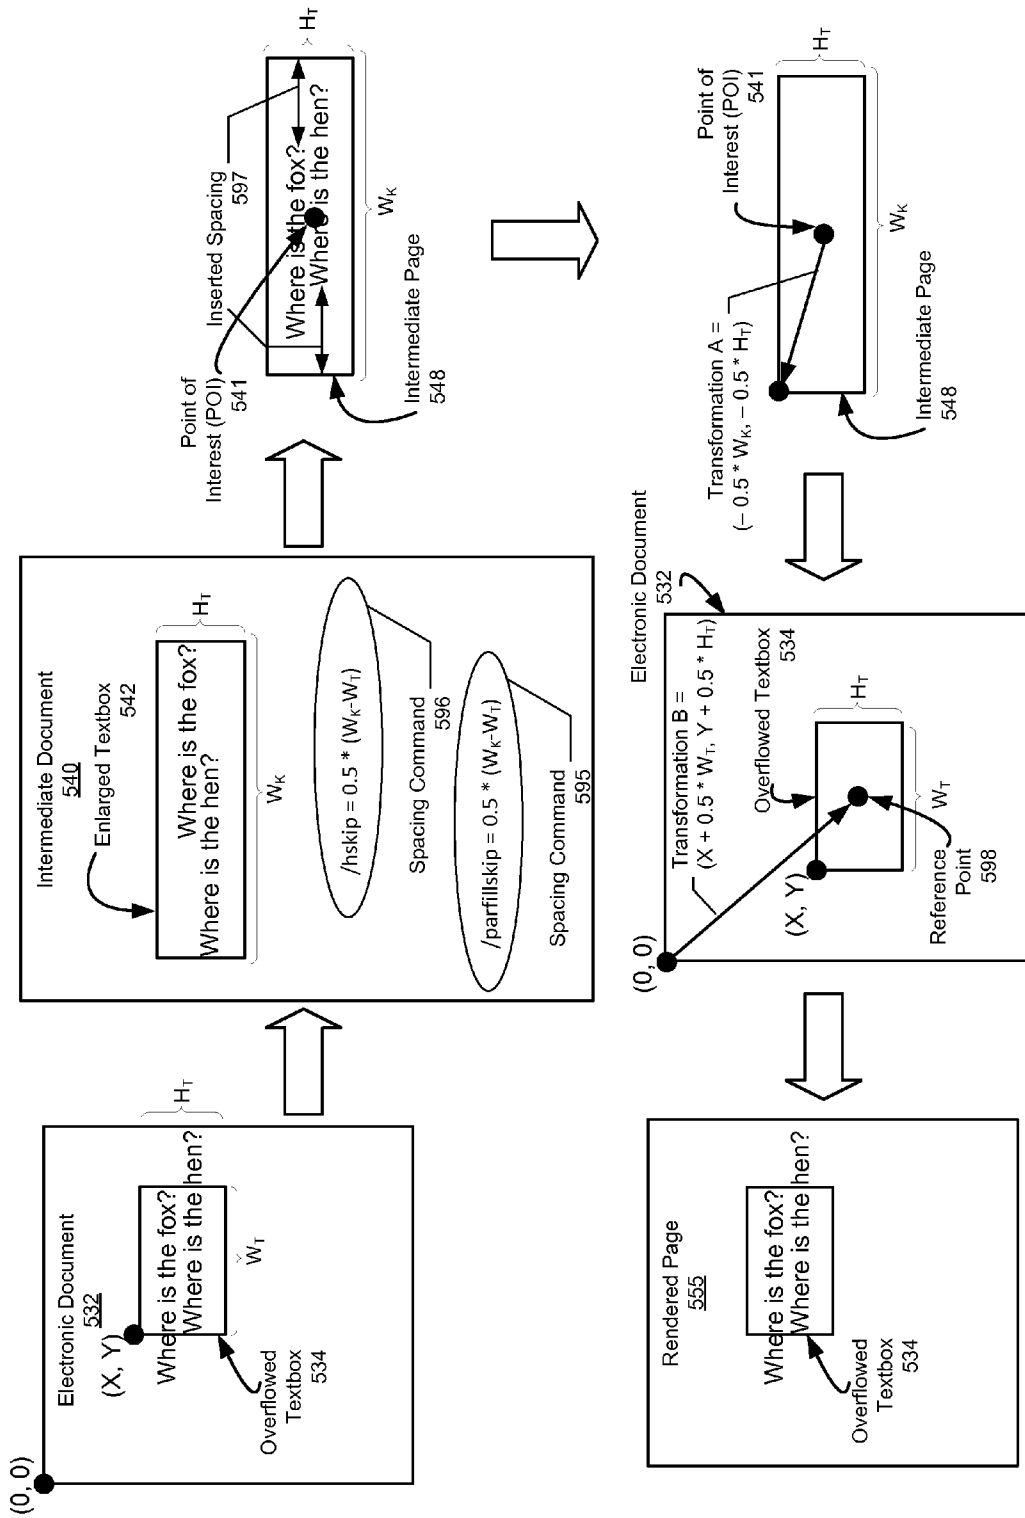 (0, 0)
Electronic Document
532
(X, Y)
Where is the fox?
Where is the hen?
H_T
W_T
Overflowed
Textbox
534
Intermediate Document
540
Enlarged Textbox
542
Where is the fox?
Where is the hen?
H_T
W_K
/hskip = 0.5 * (W_K-W_T)
Spacing Command
596
/parfillskip = 0.5 * (W_K-W_T)
Spacing Command
595
Point of
Interest (POI)
541
Inserted Spacing
597
Where is the fox?
Where is the hen?
H_T
W_K
Intermediate Page
548
Point of
Interest (POI)
541
Transformation A =
(– 0.5 * W_K, – 0.5 * H_T)
H_T
W_K
Intermediate Page
548
Electronic Document
532
(0, 0)
Transformation B =
(X + 0.5 * W_T, Y + 0.5 * H_T)
Overflowed Textbox
534
(X, Y)
H_T
W_T
Reference
Point
598
Rendered Page
555
Where is the fox?
Where is the hen?
Overflowed
Textbox
534